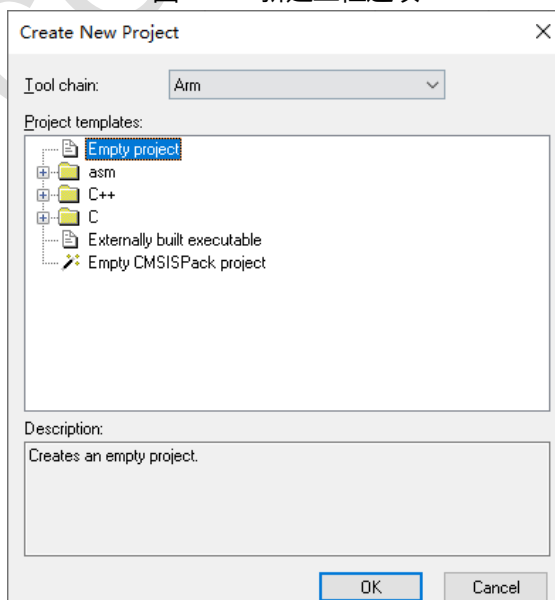 Create New Project
Tool chain:
Arm
Project templates:
Empty project
asm
C++
C
Externally built executable
Empty CMSISPack project
Description:
Creates an empty project.
OK
Cancel